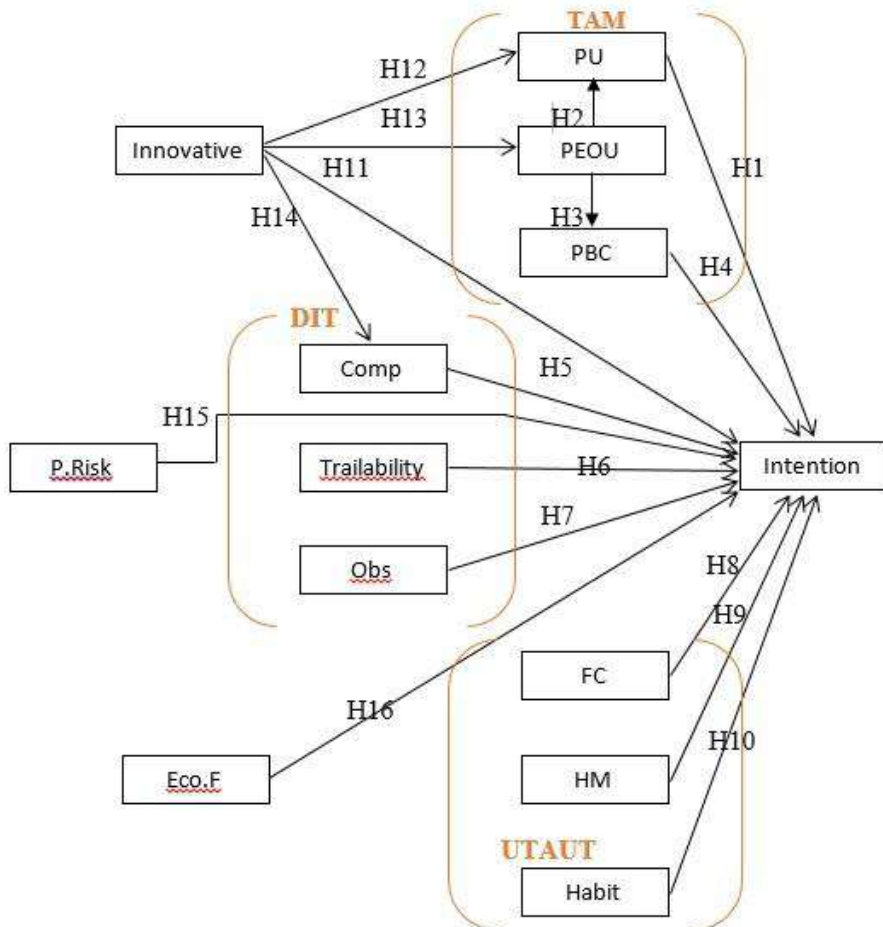 TAM
PU
H12
H13
H2
Innovative
PEOU
H11
H1
H14
H3
PBC
H4
DIT
Comp
H5
H15
P.Risk
Trailability
H6
Intention
Obs
H7
H8
H9
FC
H16
H10
Eco.F
HM
UTAUT
Habit